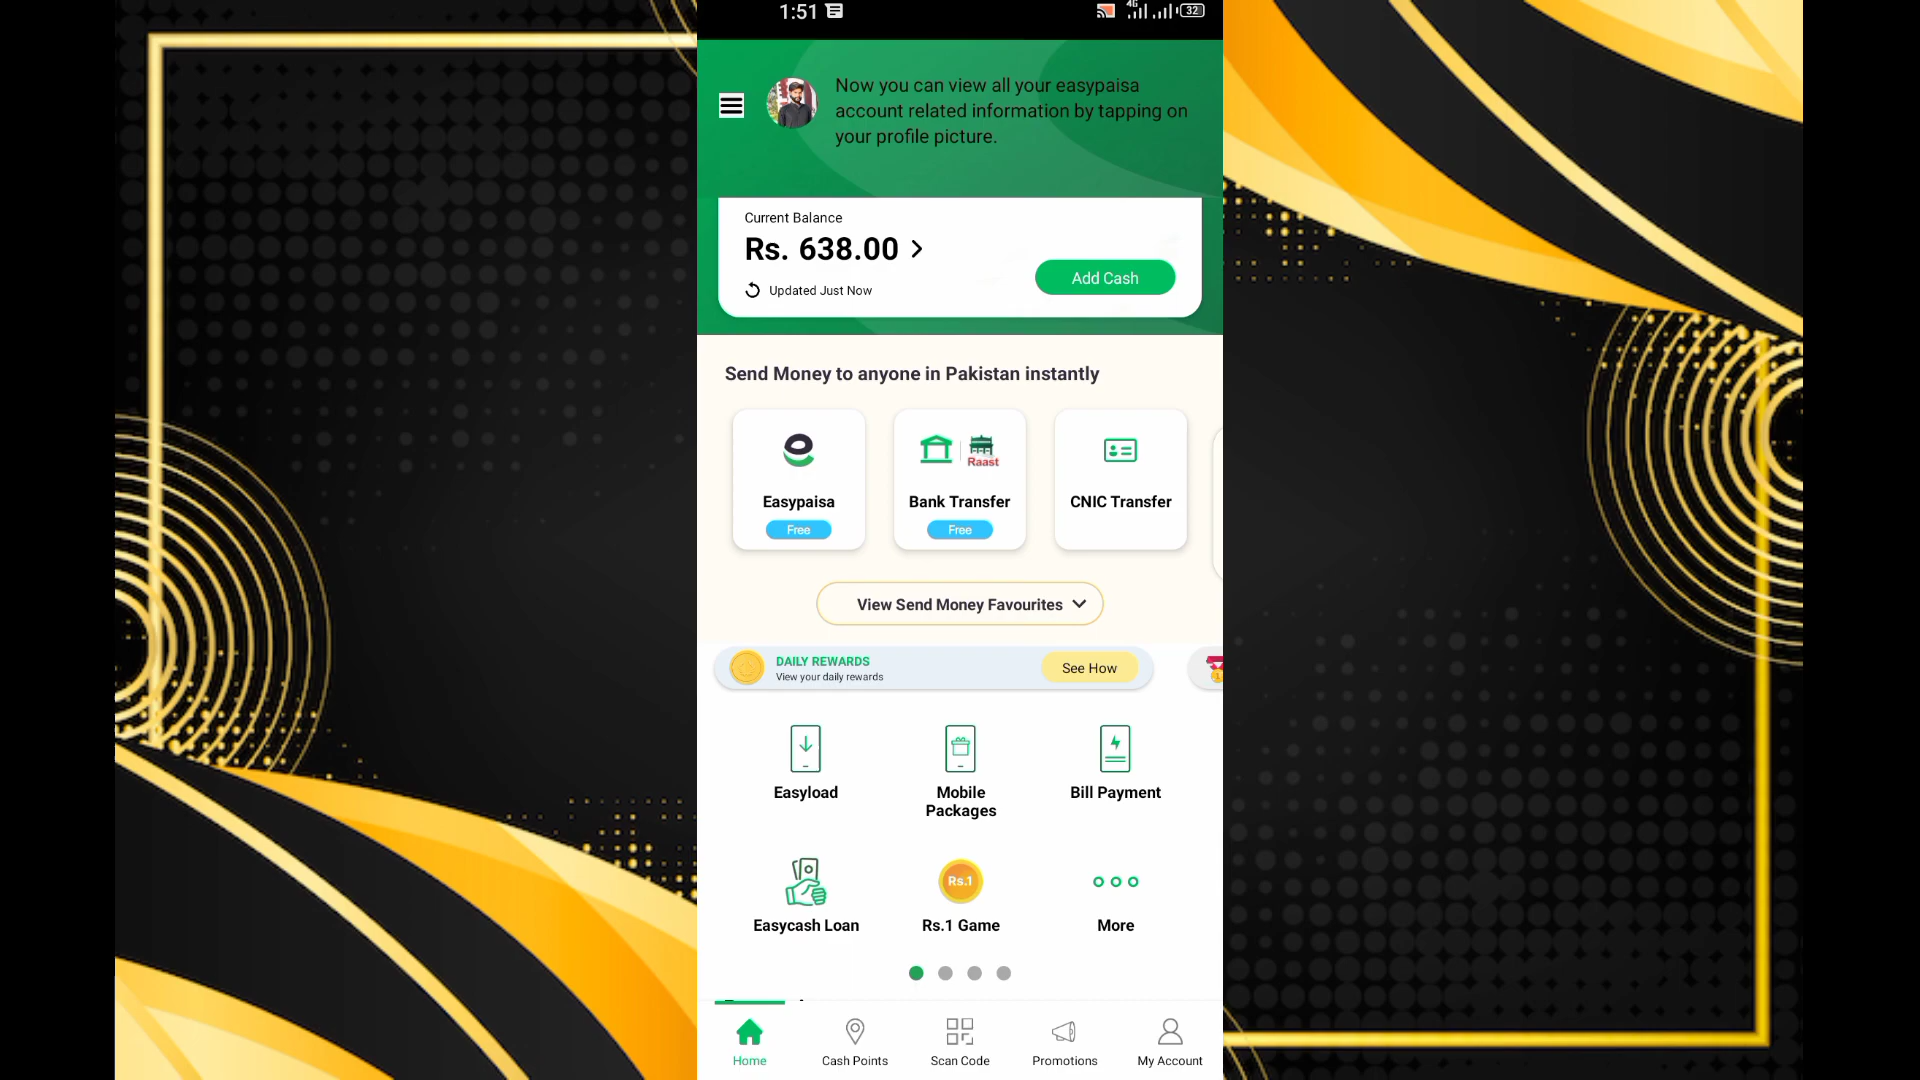 1:51
4G
32
Now you can view all your easypaisa
account related information by tapping on
your profile picture.
Current Balance
Rs. 638.00
Updated Just Now
Add Cash
Send Money to anyone in Pakistan instantly
Raast
Easypaisa
Bank Transfer
CNIC Transfer
Free
Free
View Send Money Favourites
DAILY REWARDS
View your daily rewards
See How
Easyload
Mobile
Packages
Bill Payment
Rs.1
Easycash Loan
Rs.1 Game
More
Home
Cash Points
Scan Code
Promotions
My Account